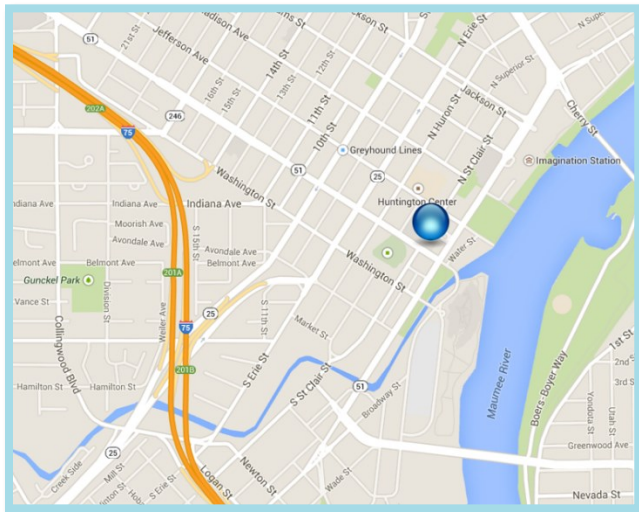 51
21st St
Jefferson Ave
Madison Ave
Jackson St
N Erie St
N Superior St
14th St
12th St
16th St
15th St
13th St
Jackson St
202A
246
75
11th St
10th St
N Huron St
Cherry St
Greyhound Lines
N St Clair St
Imagination Station
51
25
Washington St
Huntington Center
Indiana Ave
Indiana Ave
Moorish Ave
Avondale Ave
S 15th St
Avondale Ave
Water St
Belmont Ave
Belmont Ave
Belmont Ave
Washington St
Gunckel Park
201A
Vance St
Division St
Weiler Ave
25
S 11th St
75
Market St
Collingwood Blvd
1st St
2nd
3rd S
Maumee River
Boers-Boyer Way
201B
S Erie St
S St Clair St
51
Broadway St
Hamilton St
Hamilton St
Yondota St
Utah St
Greenwood Ave
25
Creek Side
Mill St
S Erie St
Logan St
Newton St
Wade St
Nevada St